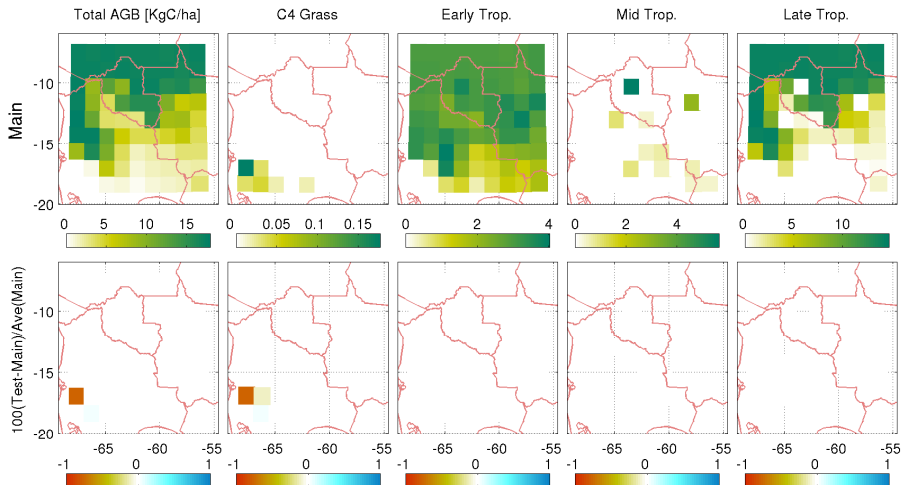 Total AGB [KgC/ha] C4 Grass Early Trop. Mid Trop. Late Trop.
Main
-10
-15
-20
0 5 10 15 0 0.05 0.1 0.15 0 2 4 0 2 4 0 5 10
100(Test-Main)/Ave(Main)
-10
-15
-20
-65 -60 -55 -65 -60 -55 -65 -60 -55 -65 -60 -55 -65 -60 -55
-1 0 1 -1 0 1 -1 0 1 -1 0 1 -1 0 1